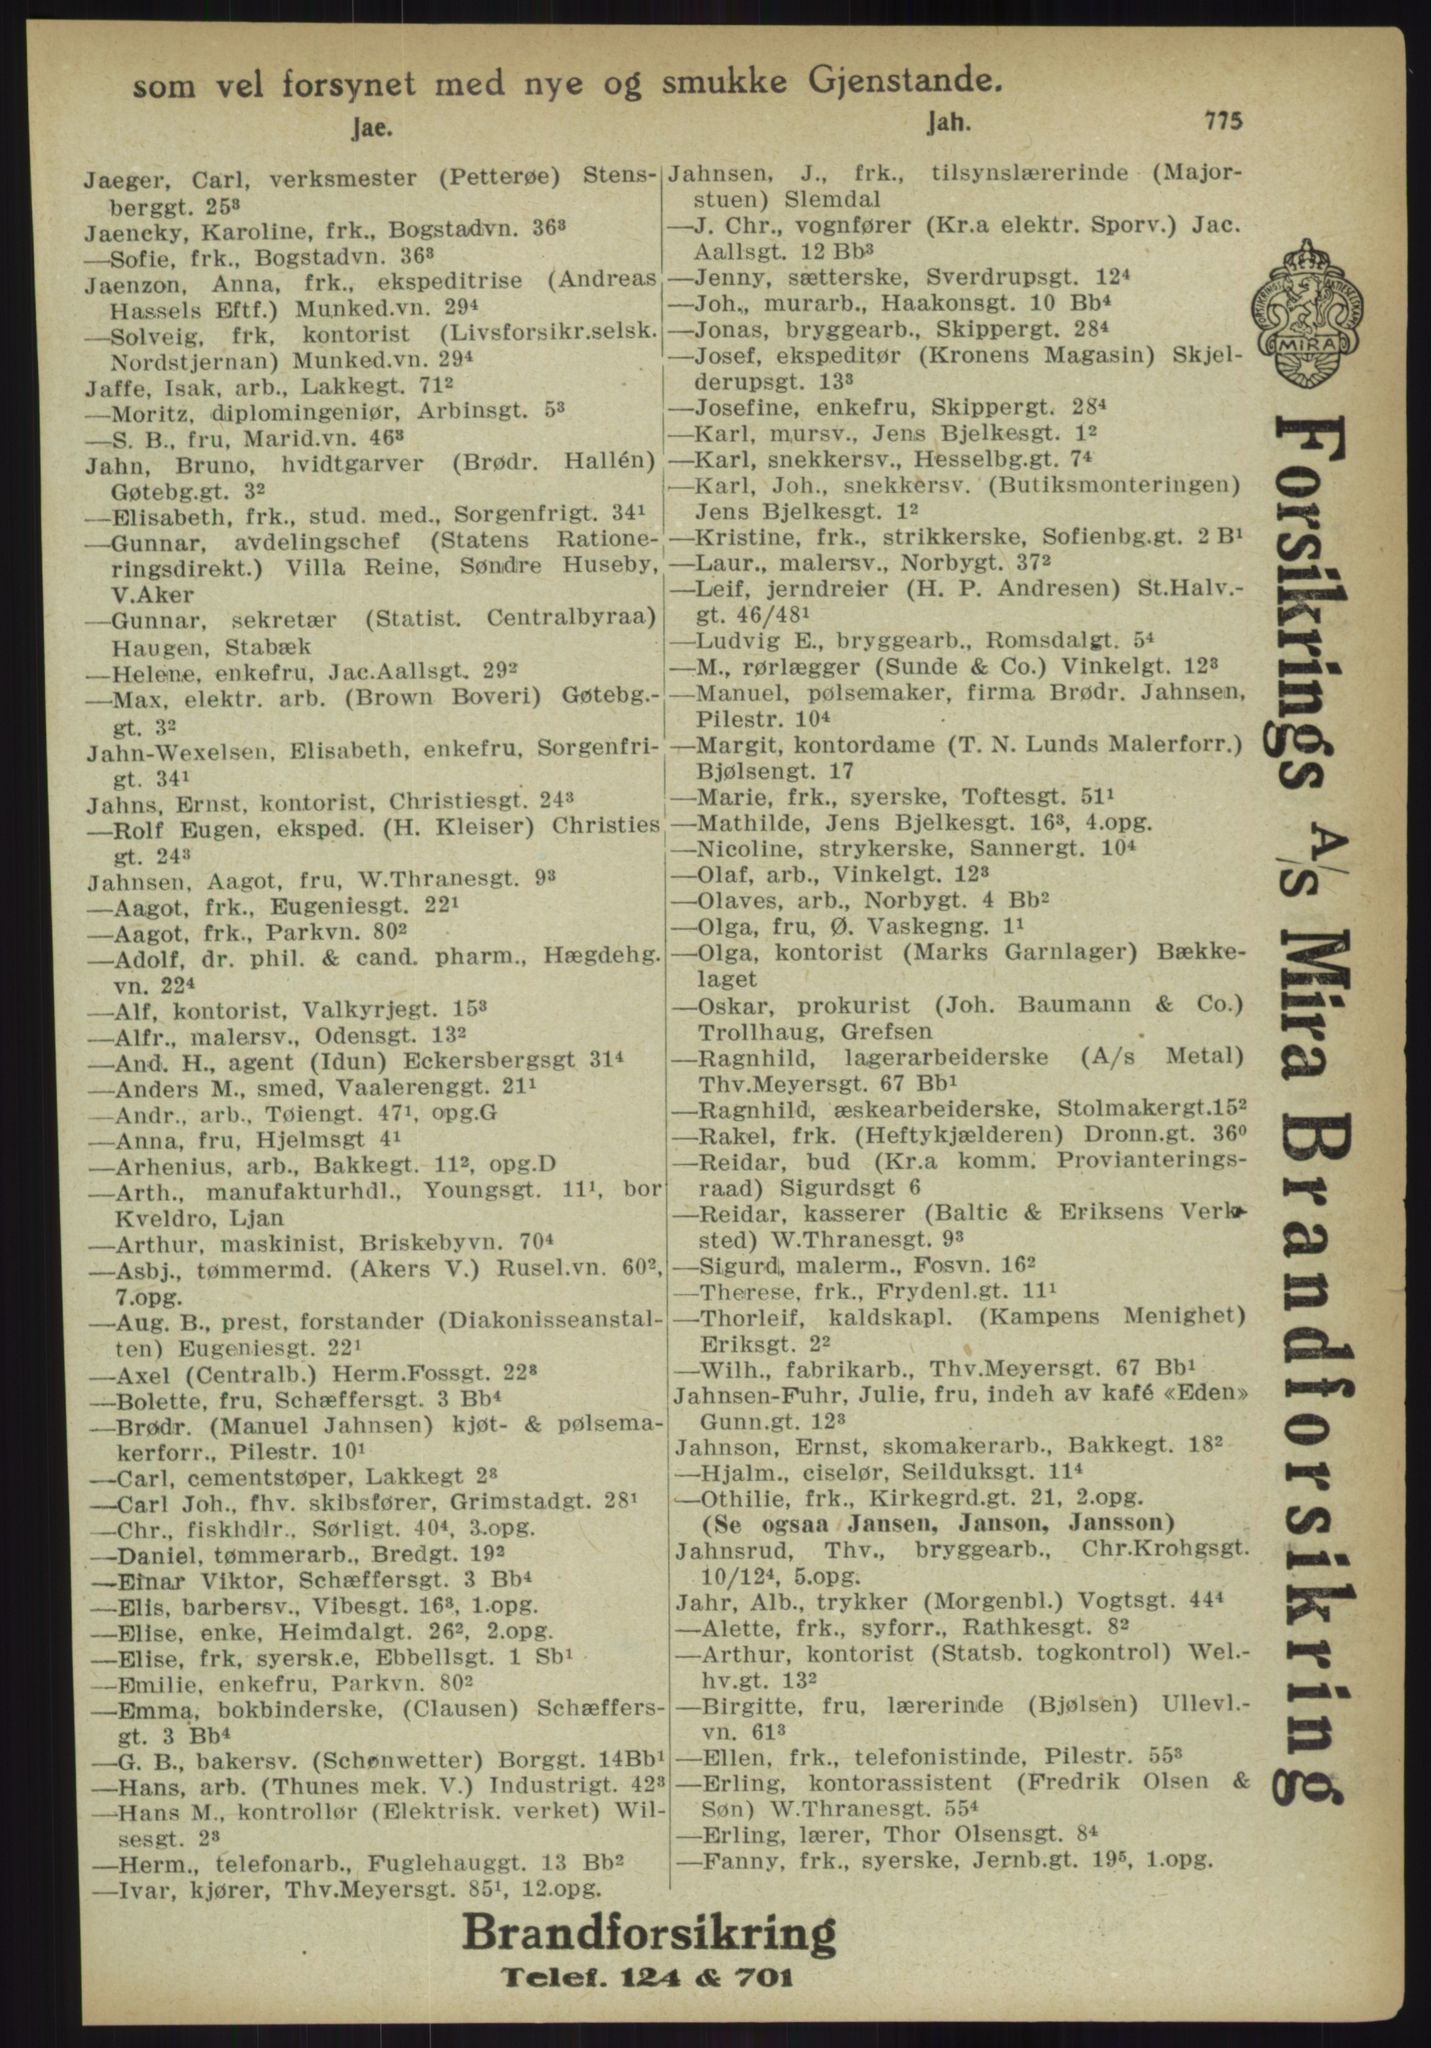 som vel forsynet med nye og smukke Gjenstande.
Jae.
Jah.
775
Jaeger, Carl, verksmester (Petterøe) Stens-
berggt. 25³
Jaencky, Karoline, frk., Bogstadvn. 36³
—Sofie, frk., Bogstadvn. 36³
Jaenzon, Anna, frk., ekspeditrise (Andreas
Hassels Eftf.) Munked.vn. 29⁴
—Solveig, frk, kontorist (Livsforsikr.selsk.
Nordstjernan) Munked.vn. 29⁴
Jaffe, Isak, arb., Lakkegt. 71²
—Moritz, diplomingeniør, Arbinsgt. 5³
—S. B., fru, Marid.vn. 46³
Jahn, Bruno, hvidtgarver (Brødr. Hallén)
Gøtebg.gt. 3²
—Elisabeth, frk., stud. med., Sorgenfrigt. 34¹
—Gunnar, avdelingschef (Statens Ratione-
ringsdirekt.) Villa Reine, Søndre Huseby,
V.Aker
—Gunnar, sekretær (Statist. Centralbyraa)
Haugen, Stabæk
—Helene, enkefru, Jac.Aallsgt. 29²
—Max, elektr. arb. (Brown Boveri) Gøtebg.-
gt. 3²
Jahn-Wexelsen, Elisabeth, enkefru, Sorgenfri-
gt. 34¹
Jahns, Ernst, kontorist, Christiesgt. 24³
—Rolf Eugen, eksped. (H. Kleiser) Christies
gt. 24³
Jahnsen, Aagot, fru, W.Thranesgt. 9³
—Aagot, frk., Eugeniesgt. 22¹
—Aagot, frk., Parkvn. 80²
—Adolf, dr. phil. & cand. pharm., Hægdehg.
vn. 22⁴
—Alf, kontorist, Valkyrjegt. 15³
—Alfr., malersv., Odensgt. 13²
—And. H., agent (Idun) Eckersbergsgt 31⁴
—Anders M., smed, Vaalerenggt. 21¹
—Andr., arb., Tøiengt. 47¹, opg.G
—Anna, fru, Hjelmsgt 4¹
—Arhenius, arb., Bakkegt. 11², opg.D
—Arth., manufakturhdl., Youngsgt. 11¹, bor
Kveldro, Ljan
—Arthur, maskinist, Briskebyvn. 70⁴
—Asbj., tømmermd. (Akers V.) Rusel.vn. 60²,
7.opg.
—Aug. B., prest, forstander (Diakonisseanstal-
ten) Eugeniesgt. 22¹
—Axel (Centralb.) Herm.Fossgt. 22³
—Bolette, fru, Schæffersgt. 3 Bb⁴
—Brødr. (Manuel Jahnsen) kjøt- & pølsema-
kerforr., Pilestr. 10¹
—Carl, cementstøper, Lakkegt 2³
—Carl Joh., fhv. skibsfører, Grimstadgt. 28¹
—Chr., fiskhdlr., Sørligt. 40⁴, 3.opg.
—Daniel, tømmerarb., Bredgt. 19²
—Einar Viktor, Schæffersgt. 3 Bb⁴
—Elis, barbersv., Vibesgt. 16³, 1.opg.
—Elise, enke, Heimdalgt. 26², 2.opg.
—Elise, frk, syersk.e, Ebbellsgt. 1 Sb¹
—Emilie, enkefru, Parkvn. 80²
—Emma, bokbinderske, (Clausen) Schæffers-
gt. 3 Bb⁴
—G. B., bakersv. (Schønwetter) Borggt. 14Bb¹
—Hans, arb. (Thunes mek. V.) Industrigt. 42³
—Hans M., kontrollør (Elektrisk. verket) Wil-
sesgt. 2³
—Herm., telefonarb., Fuglehauggt. 13 Bb²
—Ivar, kjører, Thv.Meyersgt. 85¹, 12.opg.
Jahnsen, J., frk., tilsynslærerinde (Major-
stuen) Slemdal
—J. Chr., vognfører (Kr.a elektr. Sporv.) Jac.
Aallsgt. 12 Bb³
—Jenny, sætterske, Sverdrupsgt. 12⁴
—Joh., murarb., Haakonsgt. 10 Bb⁴
—Jonas, bryggearb., Skippergt. 28⁴
—Josef, ekspeditør (Kronens Magasin) Skjel-
derupsgt. 13³
—Josefine, enkefru, Skippergt. 28⁴
—Karl, mursv., Jens Bjelkesgt. 1²
—Karl, snekkersv., Hesselbg.gt. 7⁴
—Karl, Joh., snekkersv. (Butiksmonteringen)
Jens Bjelkesgt. 1²
—Kristine, frk., strikkerske, Sofienbg.gt. 2 B¹
—Laur., malersv., Norbygt. 37²
—Leif, jerndreier (H. P. Andresen) St.Halv.-
gt. 46/48¹
—Ludvig E., bryggearb., Romsdalgt. 5⁴
—M., rørlægger (Sunde & Co.) Vinkelgt. 12³
—Manuel, pølsemaker, firma Brødr. Jahnsen,
Pilestr. 10⁴
—Margit, kontordame (T. N. Lunds Malerforr.)
Bjølsengt. 17
—Marie, frk., syerske, Toftesgt. 51¹
—Mathilde, Jens Bjelkesgt. 16³, 4.opg.
—Nicoline, strykerske, Sannergt. 10⁴
—Olaf, arb., Vinkelgt. 12³
—Olaves, arb., Norbygt. 4 Bb²
—Olga, fru, Ø. Vaskegng. 1¹
—Olga, kontorist (Marks Garnlager) Bække-
laget
—Oskar, prokurist (Joh. Baumann & Co.)
Trollhaug, Grefsen
—Ragnhild, lagerarbeiderske (A/s Metal)
Thv.Meyersgt. 67 Bb¹
—Ragnhild, æskearbeiderske, Stolmakergt.15²
—Rakel, frk. (Heftykjælderen) Dronn.gt. 36⁰
—Reidar, bud (Kr.a komm. Provianterings-
raad) Sigurdsgt 6
—Reidar, kasserer (Baltic & Eriksens Verk-
sted) W.Thranesgt. 9³
—Sigurd, malerm., Fosvn. 16²
—Therese, frk., Frydenl.gt. 11¹
—Thorleif, kaldskapl. (Kampens Menighet)
Eriksgt. 2²
—Wilh., fabrikarb., Thv.Meyersgt. 67 Bb¹
Jahnsen-Fuhr, Julie, fru, indeh av kafé «Eden»
Gunn.gt. 12³
Jahnson, Ernst, skomakerarb., Bakkegt. 18²
—Hjalm., ciselør, Seilduksgt. 11⁴
—Othilie, frk., Kirkegrd.gt. 21, 2.opg.
(Se ogsaa Jansen, Janson, Jansson)
Jahnsrud, Thv., bryggearb., Chr.Krohgsgt.
10/12⁴, 5.opg.
Jahr, Alb., trykker (Morgenbl.) Vogtsgt. 44⁴
—Alette, frk., syforr., Rathkesgt. 8²
—Arthur, kontorist (Statsb. togkontrol) Wel.-
hv.gt. 13²
—Birgitte, fru, lærerinde (Bjølsen) Ullevl.-
vn. 61³
—Ellen, frk., telefonistinde, Pilestr. 55³
—Erling, kontorassistent (Fredrik Olsen &
Søn) W.Thranesgt. 55⁴
—Erling, lærer, Thor Olsensgt. 8⁴
—Fanny, frk., syerske, Jernb.gt. 19⁵, 1.opg.
MIRA
Forsikrings A/s Mira Brandforsikring
Brandforsikring
Telef. 124 & 701